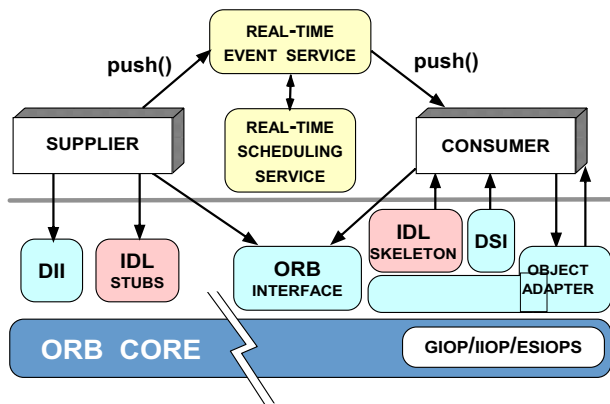 REAL-TIME
EVENT SERVICE
push()
push()
REAL-TIME
SCHEDULING
SERVICE
SUPPLIER
CONSUMER
DII
IDL
STUBS
ORB
INTERFACE
IDL
SKELETON
DSI
OBJECT
ADAPTER
ORB CORE
GIOP/IIOP/ESIOPS